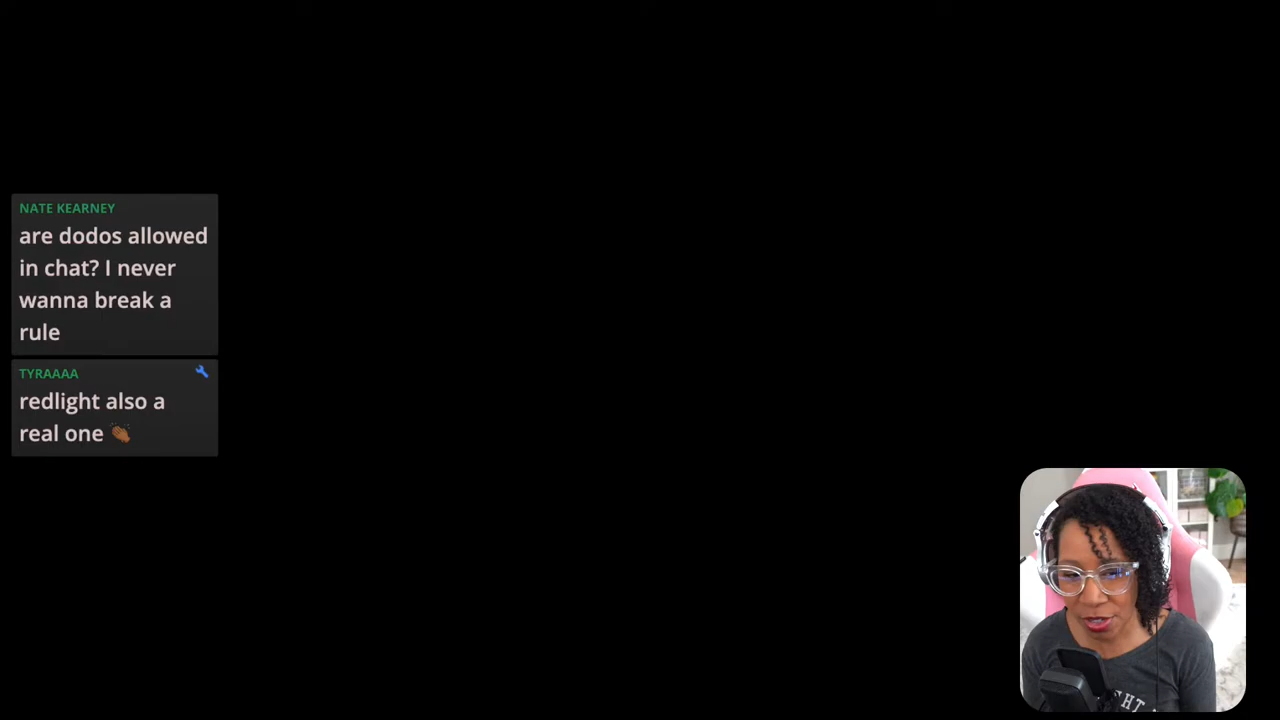 NATE KEARNEY
are dodos allowed
in chat? I never
wanna break a
rule
TYRAAAA
redlight also a
real one 👏🏾